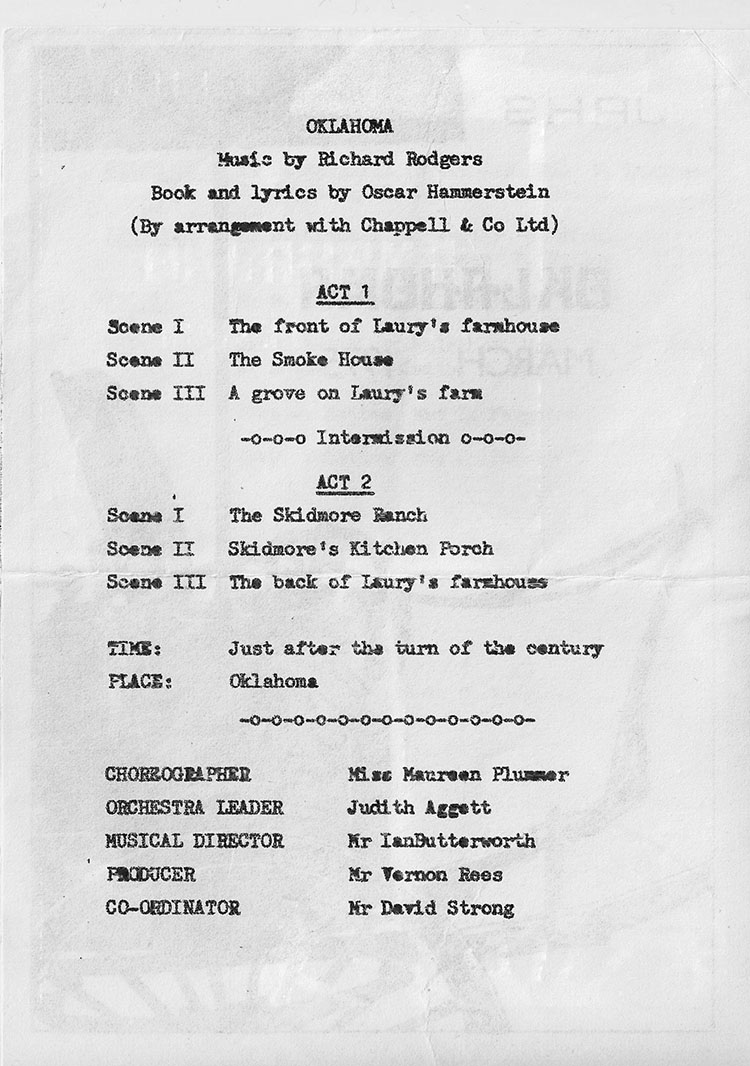 OKLAHOMA
Music by Richard Rodgers
Book and lyrics by Oscar Hammerstein
(By arrangement with Chappell & Co Ltd)
ACT 1
Scene I The front of Laury's farmhouse
Scene II The Smoke House
Scene III A grove on Laury's farm
-o-o-o Intermission o-o-o-
ACT 2
Scene I The Skidmore Ranch
Scene II Skidmore's Kitchen Porch
Scene III The back of Laury's farmhouse
TIME: Just after the turn of the century
PLACE: Oklahoma
-o-o-o-o-o-o-o-o-o-o-o-o-o-
CHOREOGRAPHER Miss Maureen Plummer
ORCHESTRA LEADER Judith Aggett
MUSICAL DIRECTOR Mr IanButterworth
PRODUCER Mr Vernon Rees
CO-ORDINATOR Mr David Strong